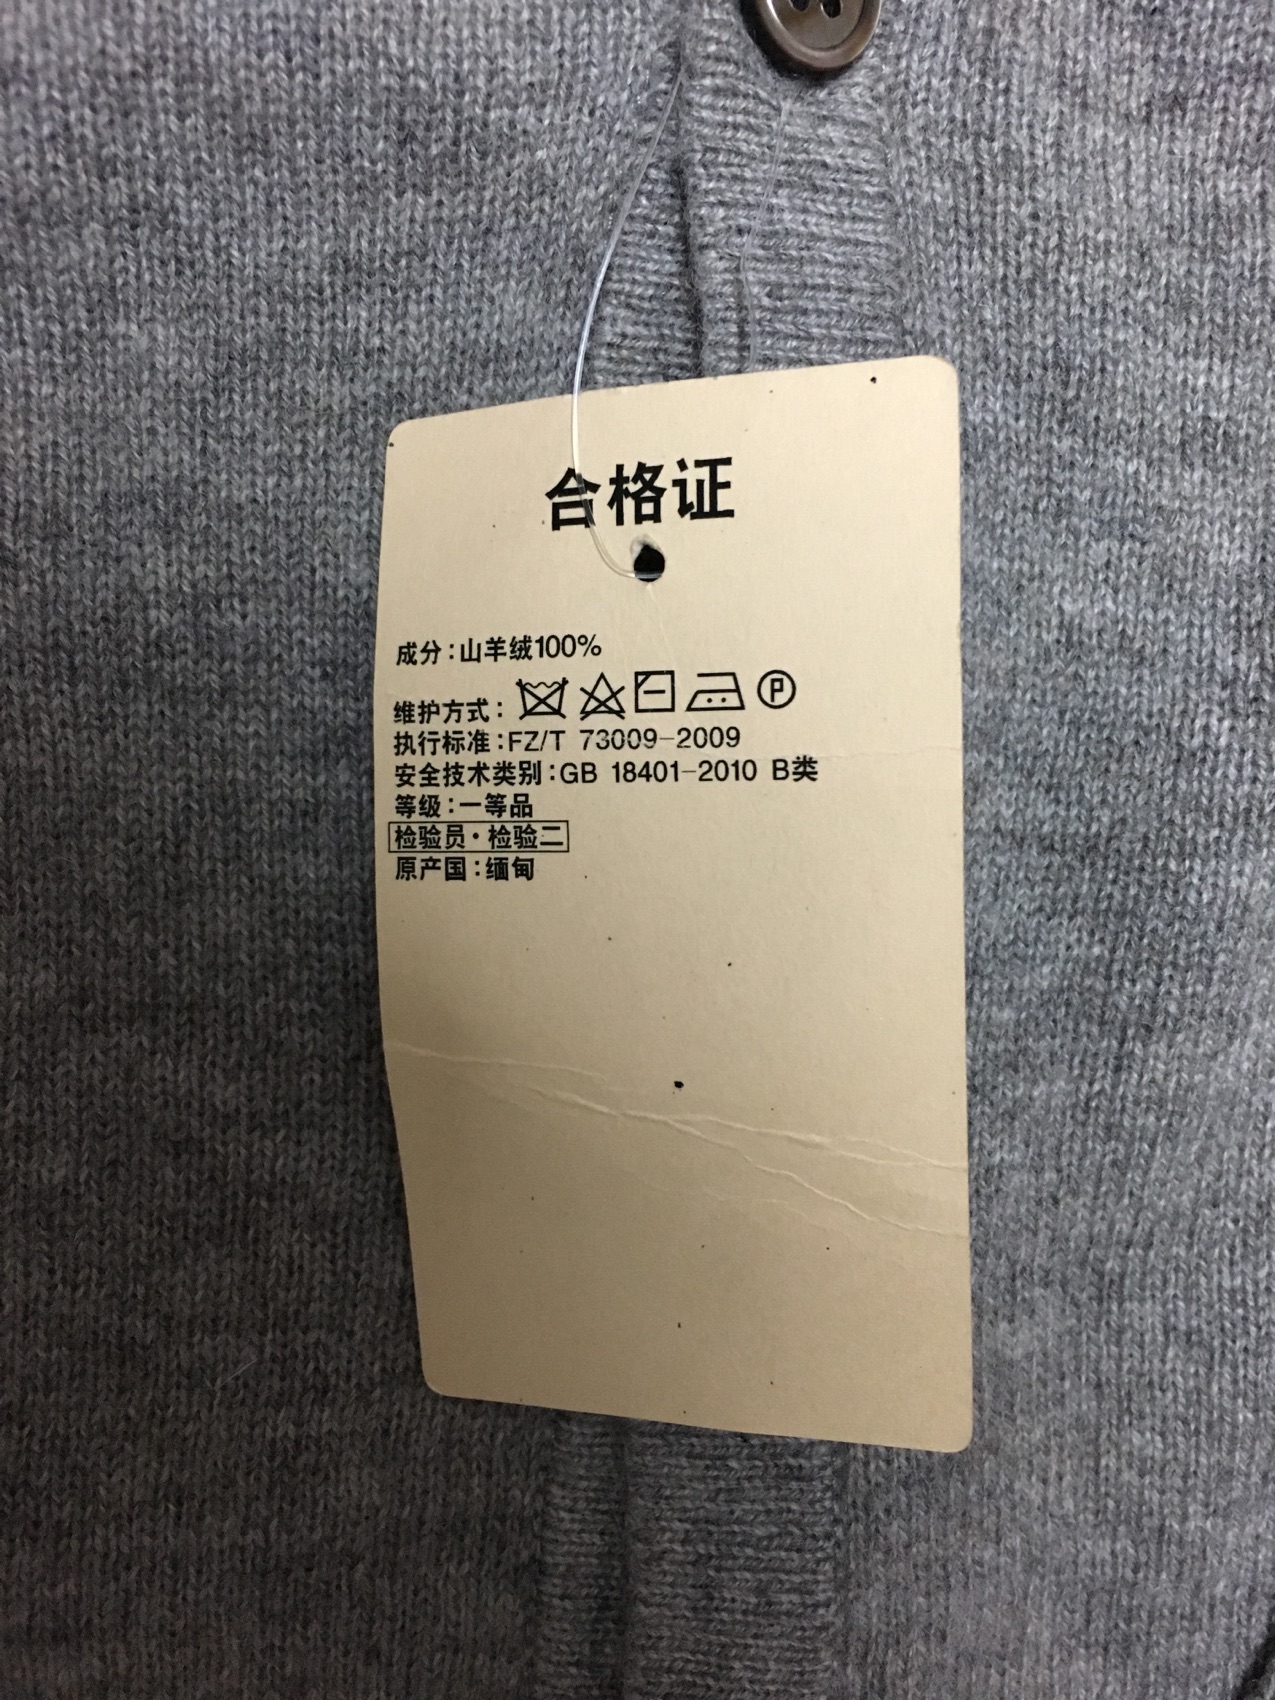 合格证
成分:山羊绒100%
维护方式: P
执行标准:FZ/T 73009-2009
安全技术类别:GB 18401-2010 B类
等级:一等品
检验员·检验二
原产国:缅甸